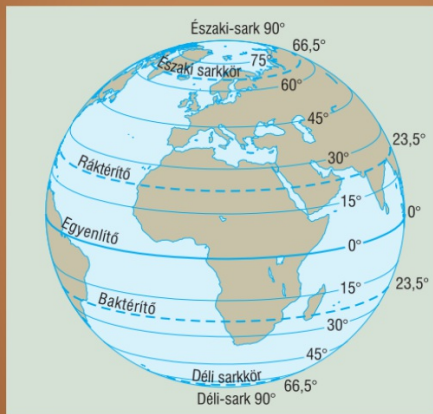 Északi-sark 90°
66,5°
Északi sarkkör
75°
60°
45°
23,5°
30°
Ráktérítő
15°
0°
Egyenlítő
0°
15°
23,5°
Baktérítő
30°
45°
Déli sarkkör
66,5°
Déli-sark 90°